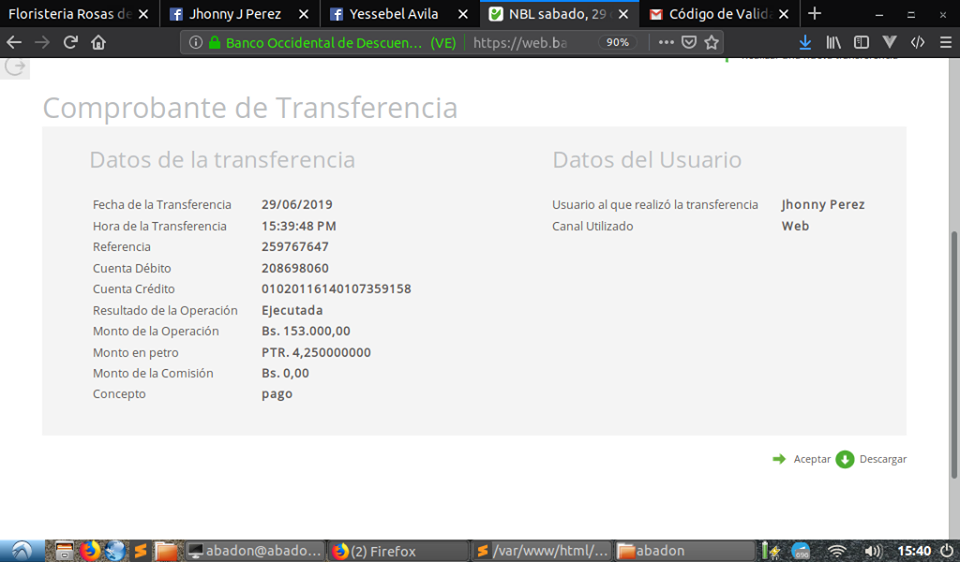 Floristeria Rosas de
Jhonny J Perez
Yessebel Avila
NBL sabado, 29
Código de Valid
Banco Occidental de Descuen... (VE)
https://web.ba
90%
Comprobante de Transferencia
Datos de la transferencia
Datos del Usuario
Fecha de la Transferencia 29/06/2019
Usuario al que realizó la transferencia Jhonny Perez
Hora de la Transferencia 15:39:48 PM
Canal Utilizado Web
Referencia 259767647
Cuenta Débito 208698060
Cuenta Crédito 01020116140107359158
Resultado de la Operación Ejecutada
Monto de la Operación Bs. 153.000,00
Monto en petro PTR. 4,250000000
Monto de la Comisión Bs. 0,00
Concepto pago
Aceptar
Descargar
abadon@abado...
(2) Firefox
/var/www/html/...
abadon
15:40